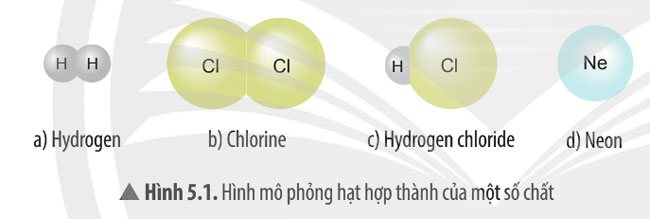 H H Cl Cl H Cl Ne
a) Hydrogen b) Chlorine c) Hydrogen chloride d) Neon
▲ Hình 5.1. Hình mô phỏng hạt hợp thành của một số chất